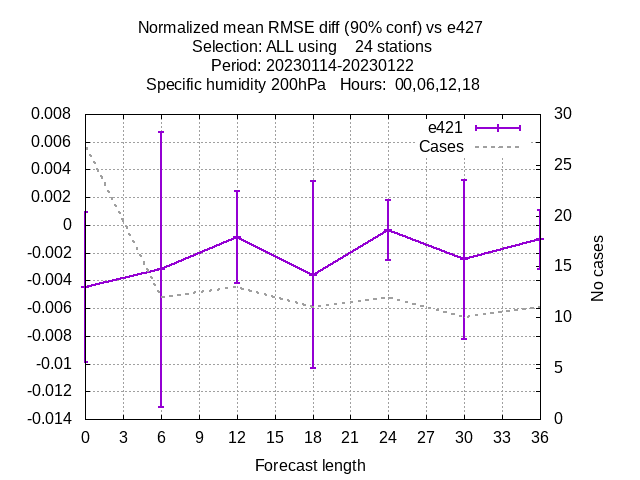 Normalized mean RMSE diff (90% conf) vs e427
Selection: ALL using    24 stations
Period: 20230114-20230122
Specific humidity 200hPa   Hours:  00,06,12,18
0.008
0.006
0.004
0.002
0
-0.002
-0.004
-0.006
-0.008
-0.01
-0.012
-0.014
e421
Cases
30
25
20
15
10
5
0
No cases
0 3 6 9 12 15 18 21 24 27 30 33 36
Forecast length